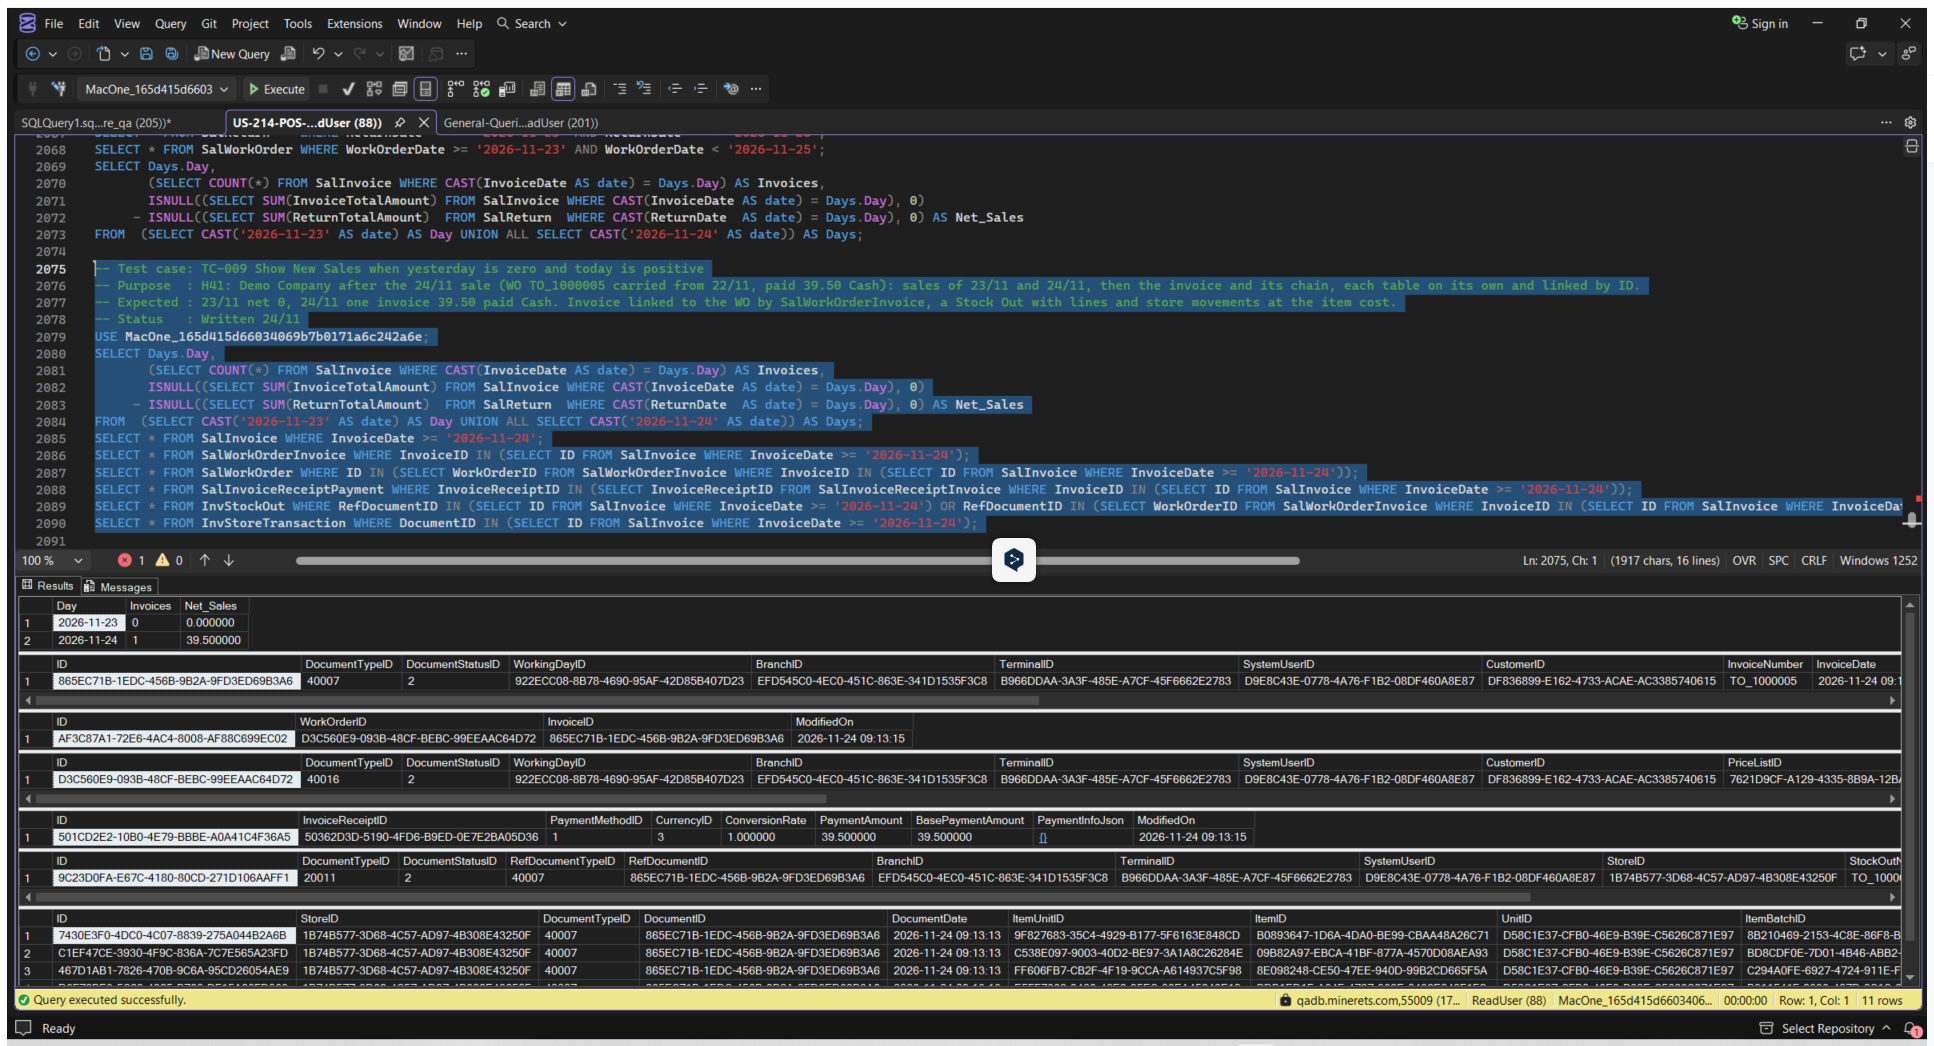 File Edit View Query Git Project Tools Extensions Window Help Search Sign in
New Query
MacOne_165d415d6603 Execute
SQLQuery1.sq...re_qa (205))* US-214-POS-...dUser (88)) General-Queri...adUser (201))
2068 SELECT * FROM SalWorkOrder WHERE WorkOrderDate >= '2026-11-23' AND WorkOrderDate < '2026-11-25';
2069 SELECT Days.Day,
2070 (SELECT COUNT(*) FROM SalInvoice WHERE CAST(InvoiceDate AS date) = Days.Day) AS Invoices,
2071 ISNULL((SELECT SUM(InvoiceTotalAmount) FROM SalInvoice WHERE CAST(InvoiceDate AS date) = Days.Day), 0)
2072 - ISNULL((SELECT SUM(ReturnTotalAmount) FROM SalReturn WHERE CAST(ReturnDate AS date) = Days.Day), 0) AS Net_Sales
2073 FROM (SELECT CAST('2026-11-23' AS date) AS Day UNION ALL SELECT CAST('2026-11-24' AS date)) AS Days;
2074
2075 -- Test case: TC-009 Show New Sales when yesterday is zero and today is positive
2076 -- Purpose : H41: Demo Company after the 24/11 sale (WO TO_1000005 carried from 22/11, paid 39.50 Cash): sales of 23/11 and 24/11, then the invoice and its chain, each table on its own and linked by ID.
2077 -- Expected : 23/11 net 0, 24/11 one invoice 39.50 paid Cash. Invoice linked to the WO by SalWorkOrderInvoice, a Stock Out with lines and store movements at the item cost.
2078 -- Status : Written 24/11
2079 USE MacOne_165d415d66034069b7b0171a6c242a6e;
2080 SELECT Days.Day,
2081 (SELECT COUNT(*) FROM SalInvoice WHERE CAST(InvoiceDate AS date) = Days.Day) AS Invoices,
2082 ISNULL((SELECT SUM(InvoiceTotalAmount) FROM SalInvoice WHERE CAST(InvoiceDate AS date) = Days.Day), 0)
2083 - ISNULL((SELECT SUM(ReturnTotalAmount) FROM SalReturn WHERE CAST(ReturnDate AS date) = Days.Day), 0) AS Net_Sales
2084 FROM (SELECT CAST('2026-11-23' AS date) AS Day UNION ALL SELECT CAST('2026-11-24' AS date)) AS Days;
2085 SELECT * FROM SalInvoice WHERE InvoiceDate >= '2026-11-24';
2086 SELECT * FROM SalWorkOrderInvoice WHERE InvoiceID IN (SELECT ID FROM SalInvoice WHERE InvoiceDate >= '2026-11-24');
2087 SELECT * FROM SalWorkOrder WHERE ID IN (SELECT WorkOrderID FROM SalWorkOrderInvoice WHERE InvoiceID IN (SELECT ID FROM SalInvoice WHERE InvoiceDate >= '2026-11-24'));
2088 SELECT * FROM SalInvoiceReceiptPayment WHERE InvoiceReceiptID IN (SELECT InvoiceReceiptID FROM SalInvoiceReceiptInvoice WHERE InvoiceID IN (SELECT ID FROM SalInvoice WHERE InvoiceDate >= '2026-11-24'));
2089 SELECT * FROM InvStockOut WHERE RefDocumentID IN (SELECT ID FROM SalInvoice WHERE InvoiceDate >= '2026-11-24') OR RefDocumentID IN (SELECT WorkOrderID FROM SalWorkOrderInvoice WHERE InvoiceID IN (SELECT ID FROM SalInvoice WHERE InvoiceDa
2090 SELECT * FROM InvStoreTransaction WHERE DocumentID IN (SELECT ID FROM SalInvoice WHERE InvoiceDate >= '2026-11-24');
2091
100 % 1 0 Ln: 2075, Ch: 1 (1917 chars, 16 lines) OVR SPC CRLF Windows 1252
Results Messages
Day Invoices Net_Sales
1 2026-11-23 0 0.000000
2 2026-11-24 1 39.500000
ID DocumentTypeID DocumentStatusID WorkingDayID BranchID TerminalID SystemUserID CustomerID InvoiceNumber InvoiceDate
1 865EC71B-1EDC-456B-9B2A-9FD3ED69B3A6 40007 2 922ECC08-8B78-4690-95AF-42D85B407D23 EFD545C0-4EC0-451C-863E-341D1535F3C8 B966DDAA-3A3F-485E-A7CF-45F6662E2783 D9E8C43E-0778-4A76-F1B2-08DF460A8E87 DF836899-E162-4733-ACAE-AC3385740615 TO_1000005 2026-11-24 09:1
ID WorkOrderID InvoiceID ModifiedOn
1 AF3C87A1-72E6-4AC4-8008-AF88C699EC02 D3C560E9-093B-48CF-BEBC-99EEAAC64D72 865EC71B-1EDC-456B-9B2A-9FD3ED69B3A6 2026-11-24 09:13:15
ID DocumentTypeID DocumentStatusID WorkingDayID BranchID TerminalID SystemUserID CustomerID PriceListID
1 D3C560E9-093B-48CF-BEBC-99EEAAC64D72 40016 2 922ECC08-8B78-4690-95AF-42D85B407D23 EFD545C0-4EC0-451C-863E-341D1535F3C8 B966DDAA-3A3F-485E-A7CF-45F6662E2783 D9E8C43E-0778-4A76-F1B2-08DF460A8E87 DF836899-E162-4733-ACAE-AC3385740615 7621D9CF-A129-4335-8B9A-12B
ID InvoiceReceiptID PaymentMethodID CurrencyID ConversionRate PaymentAmount BasePaymentAmount PaymentInfoJson ModifiedOn
1 501CD2E2-10B0-4E79-BBBE-A0A41C4F36A5 50362D3D-5190-4FD6-B9ED-0E7E2BA05D36 1 3 1.000000 39.500000 39.500000 {} 2026-11-24 09:13:15
ID DocumentTypeID DocumentStatusID RefDocumentTypeID RefDocumentID BranchID TerminalID SystemUserID StoreID StockOutN
1 9C23D0FA-E67C-4180-80CD-271D106AAFF1 20011 2 40007 865EC71B-1EDC-456B-9B2A-9FD3ED69B3A6 EFD545C0-4EC0-451C-863E-341D1535F3C8 B966DDAA-3A3F-485E-A7CF-45F6662E2783 D9E8C43E-0778-4A76-F1B2-08DF460A8E87 1B74B577-3D68-4C57-AD97-4B308E43250F TO_1000
ID StoreID DocumentTypeID DocumentID DocumentDate ItemUnitID ItemID UnitID ItemBatchID
1 7430E3F0-4DC0-4C07-8839-275A044B2A6B 1B74B577-3D68-4C57-AD97-4B308E43250F 40007 865EC71B-1EDC-456B-9B2A-9FD3ED69B3A6 2026-11-24 09:13:13 9F827683-35C4-4929-B177-5F6163E848CD B0893647-1D6A-4DA0-BE99-CBAA48A26C71 D58C1E37-CFB0-46E9-B39E-C5626C871E97 8B210469-2153-4C8E-86F8-B
2 C1EF47CE-3930-4F9C-836A-7C7E565A23FD 1B74B577-3D68-4C57-AD97-4B308E43250F 40007 865EC71B-1EDC-456B-9B2A-9FD3ED69B3A6 2026-11-24 09:13:13 C538E097-9003-40D2-BE97-3A1A8C26284E 09B82A97-EBCA-41BF-877A-4570D08AEA93 D58C1E37-CFB0-46E9-B39E-C5626C871E97 BD8CDF0E-7D01-4B46-ABB2-
3 467D1AB1-7826-470B-9C6A-95CD26054AE9 1B74B577-3D68-4C57-AD97-4B308E43250F 40007 865EC71B-1EDC-456B-9B2A-9FD3ED69B3A6 2026-11-24 09:13:13 FF606FB7-CB2F-4F19-9CCA-A614937C5F98 8E098248-CE50-47EE-940D-99B2CD665F5A D58C1E37-CFB0-46E9-B39E-C5626C871E97 C294A0FE-6927-4724-911E-F
Query executed successfully. qadb.minerets.com,55009 (17... ReadUser (88) MacOne_165d415d6603406... 00:00:00 Row: 1, Col: 1 11 rows
Ready Select Repository 1